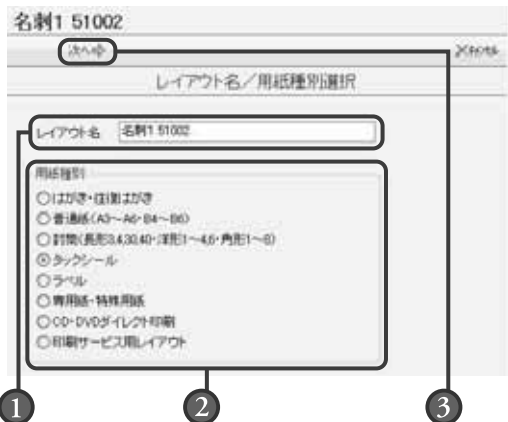 名刺1 51002
次へ
キャンセル
レイアウト名／用紙種別選択
レイアウト名 名刺1 51002
用紙種別
はがき・往復はがき
普通紙(A3～A6・B4～B6)
封筒(長形3,4,30,40・洋形1～4,6・角形1～8)
タックシール
ラベル
専用紙・特殊用紙
CD・DVDダイレクト印刷
印刷サービス用レイアウト
1 2 3